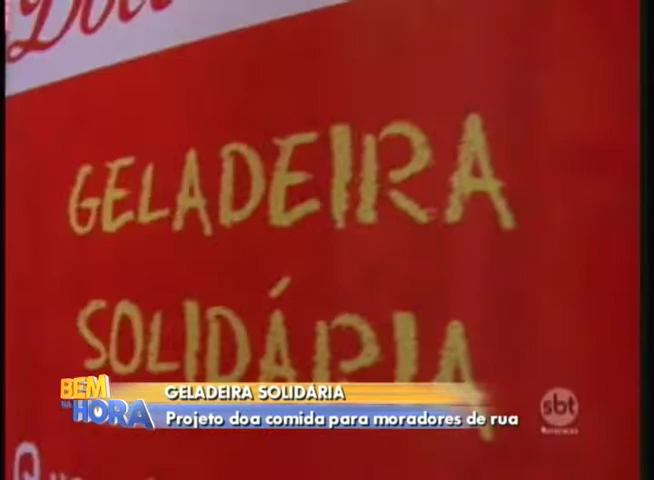 GELADEIRA
SOLIDÁRIA
BEM
NA HORA
GELADEIRA SOLIDÁRIA
Projeto doa comida para moradores de rua
sbt